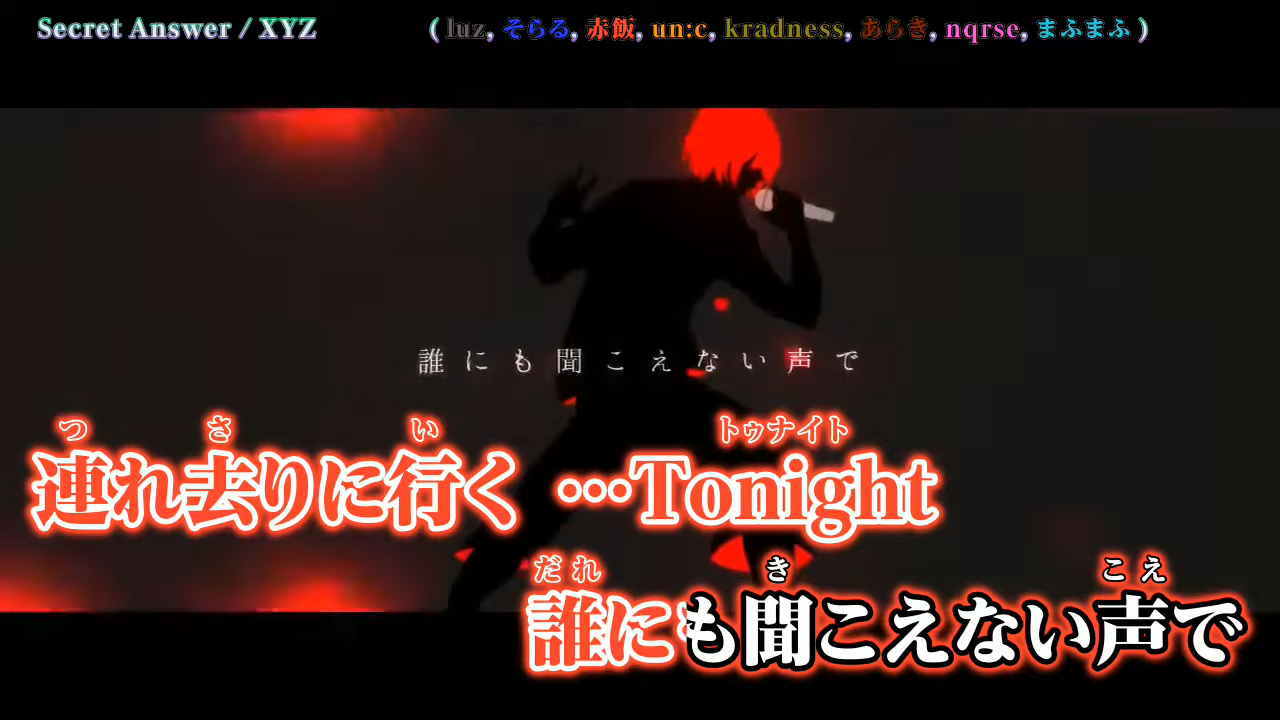 Secret Answer / XYZ ( luz, そらる, 赤飯, un:c, kradness, あらき, nqrse, まふまふ )
誰にも聞こえない声で
つ さ い トゥナイト
連れ去りに行く …Tonight
だれ き こえ
誰にも聞こえない声で